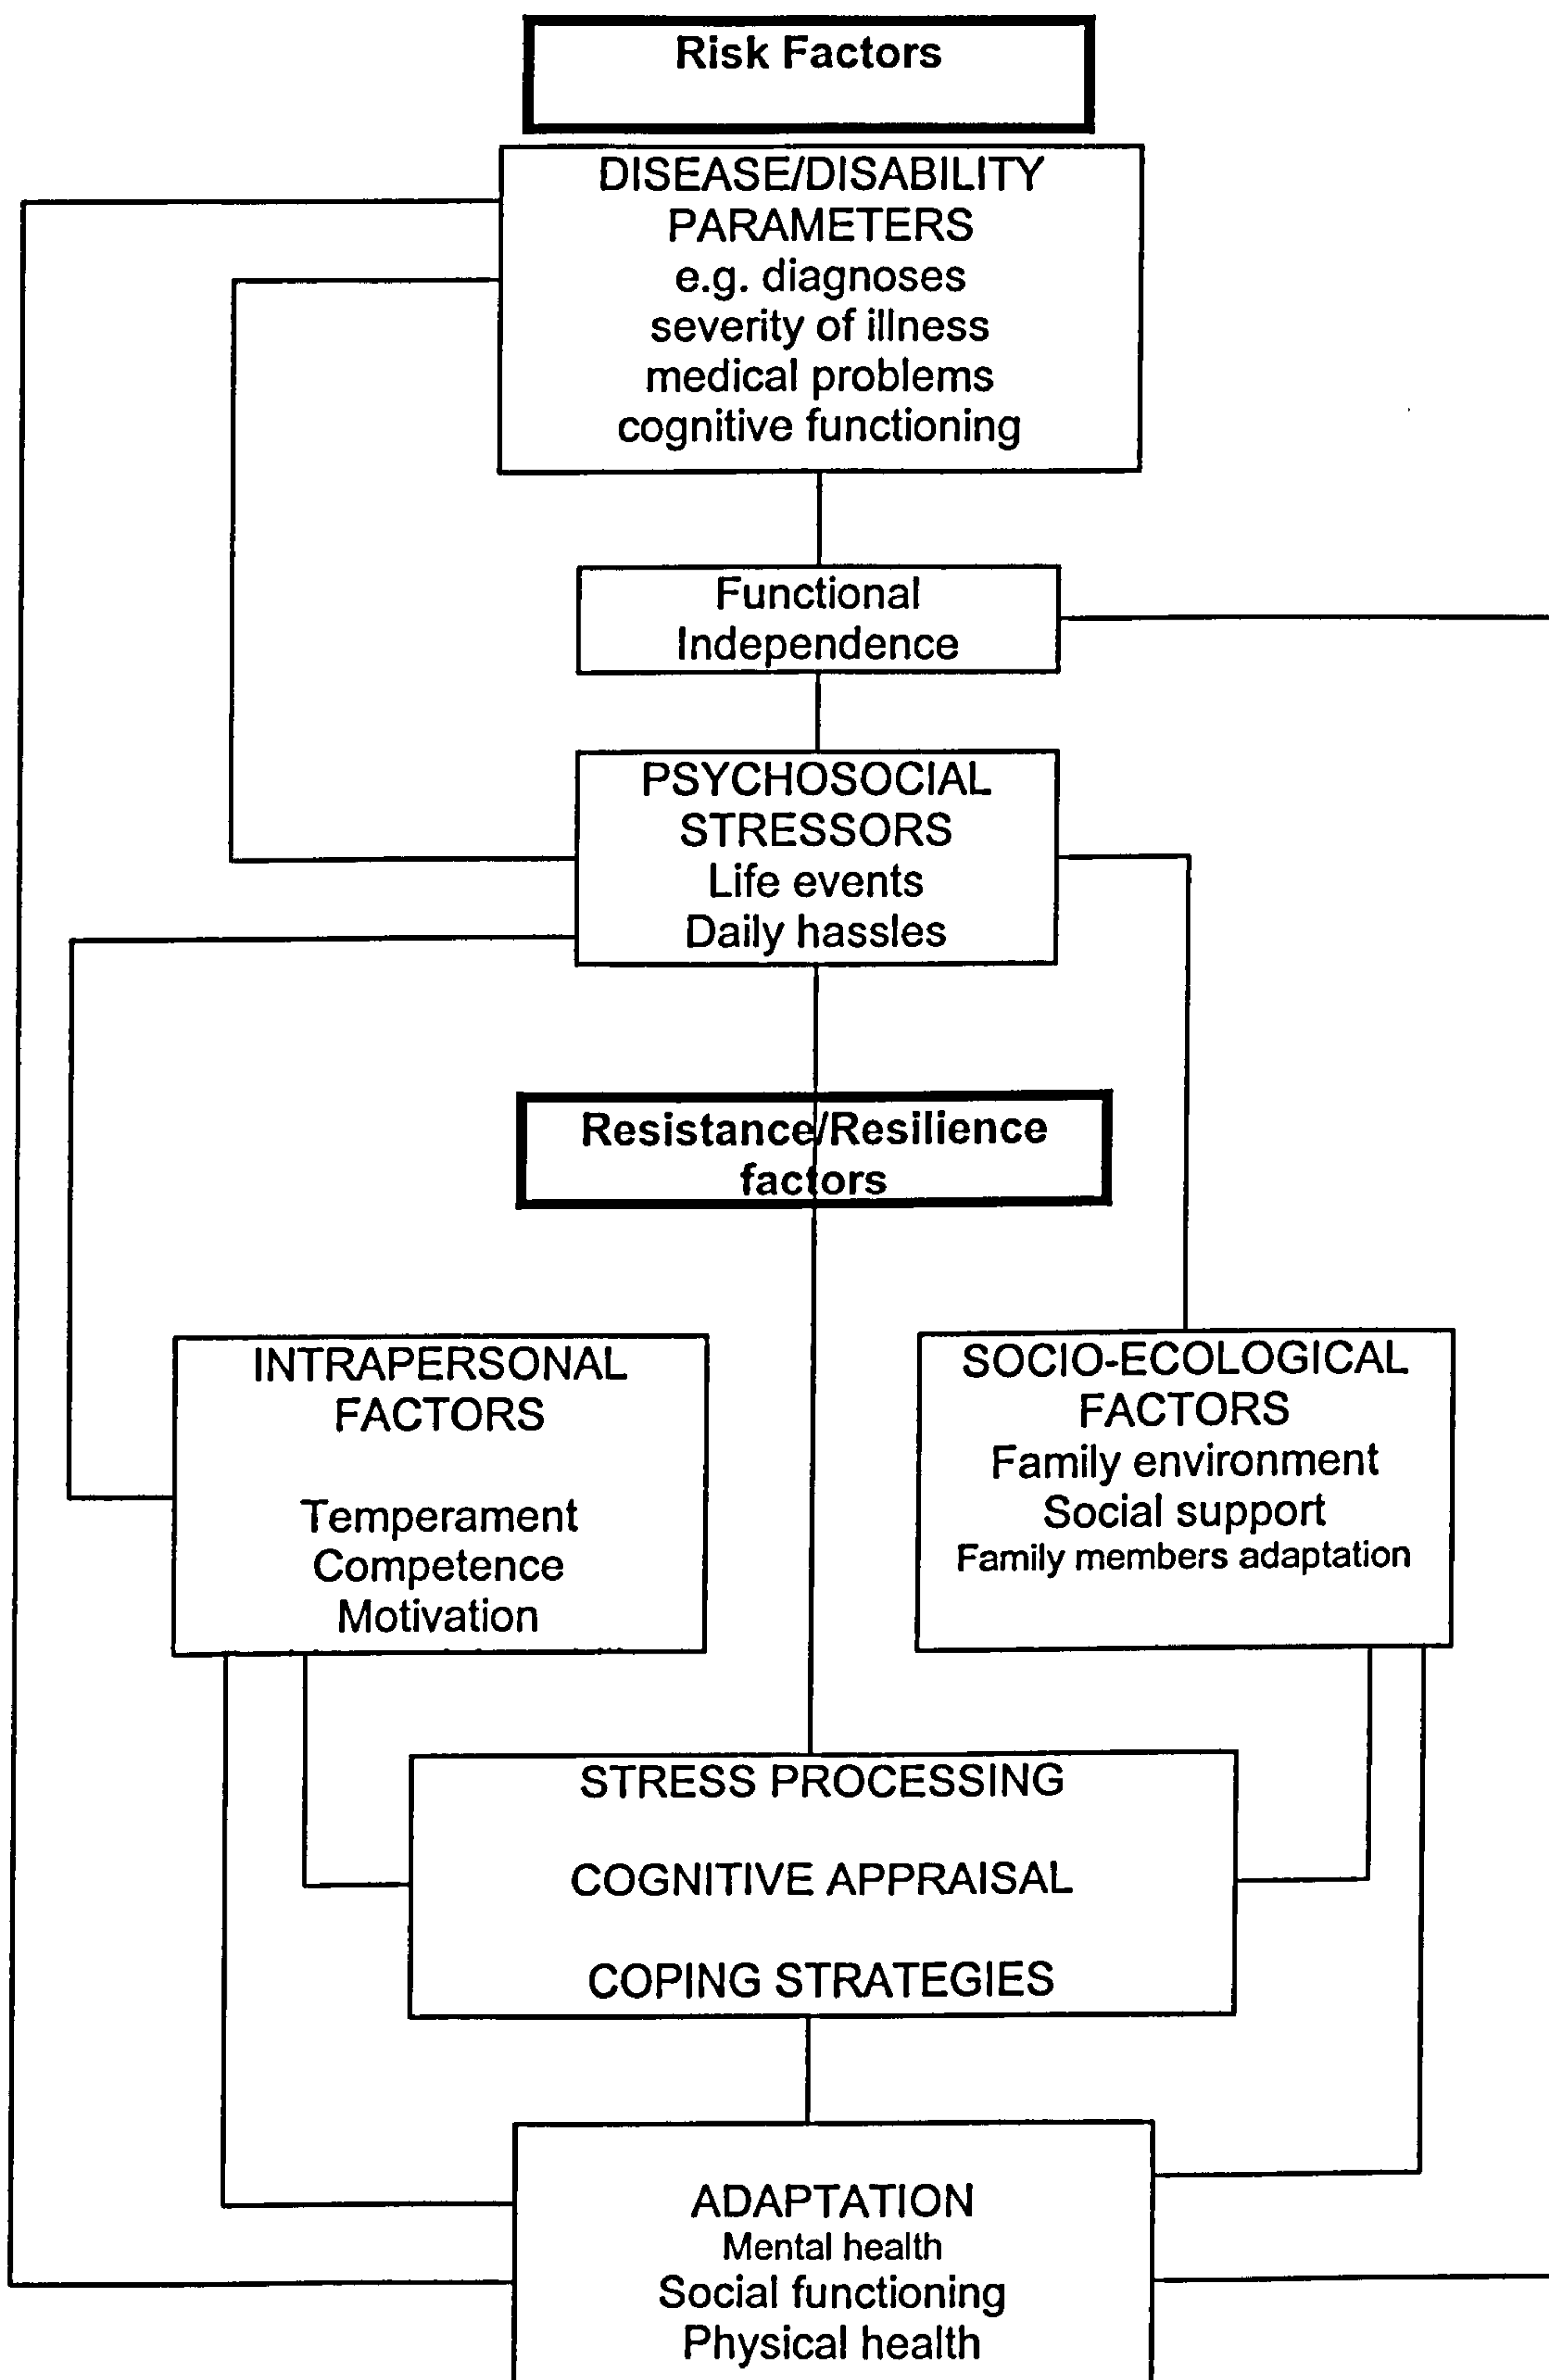 Risk Factors
DISEASE/DISABILITY
PARAMETERS
e.g. diagnoses
severity of illness
medical problems
cognitive functioning
Functional
Independence
PSYCHOSOCIAL
STRESSORS
Life events
Daily hassles
Resistance/Resilience
factors
INTRAPERSONAL
FACTORS
Temperament
Competence
Motivation
SOCIO-ECOLOGICAL
FACTORS
Family environment
Social support
Family members adaptation
STRESS PROCESSING
COGNITIVE APPRAISAL
COPING STRATEGIES
ADAPTATION
Mental health
Social functioning
Physical health